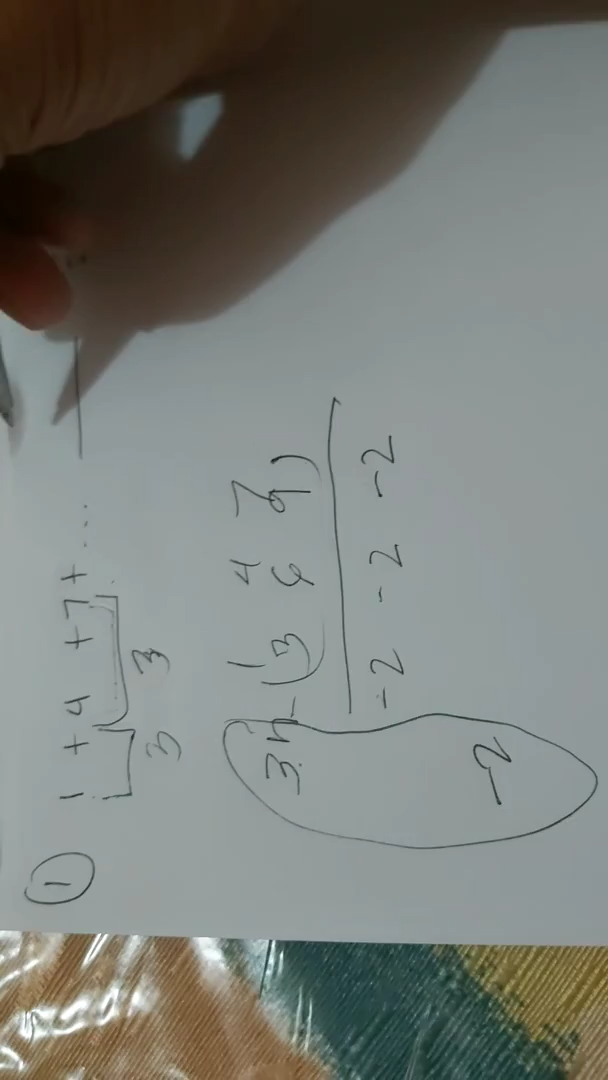 ① 1 + 4 + 7 + ...
3 3
1 4 7
3n - (3 6 9)
-2 -2 -2
-2